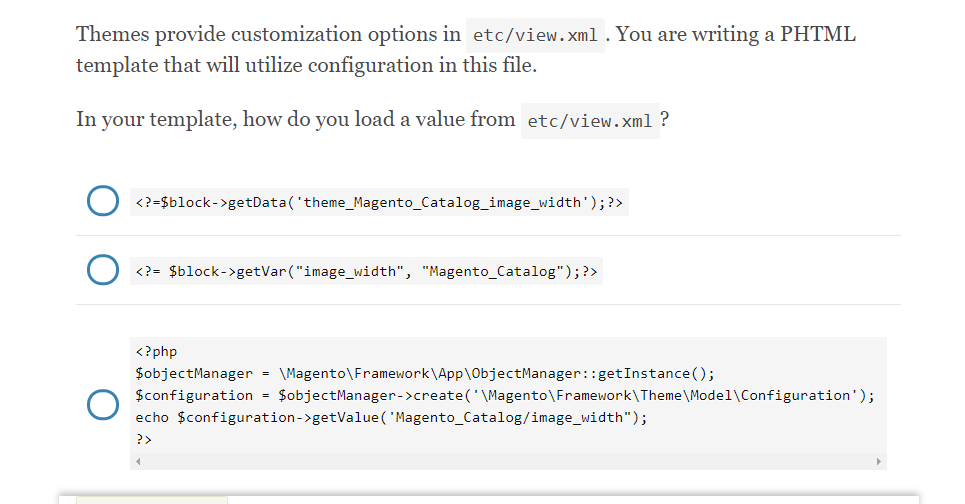 Themes provide customization options in etc/view.xml . You are writing a PHTML
template that will utilize configuration in this file.
In your template, how do you load a value from etc/view.xml ?
<?=$block->getData('theme_Magento_Catalog_image_width');?>
<?= $block->getVar("image_width", "Magento_Catalog");?>
<?php
$objectManager = \Magento\Framework\App\ObjectManager::getInstance();
$configuration = $objectManager->create('\Magento\Framework\Theme\Model\Configuration');
echo $configuration->getValue('Magento_Catalog/image_width");
?>